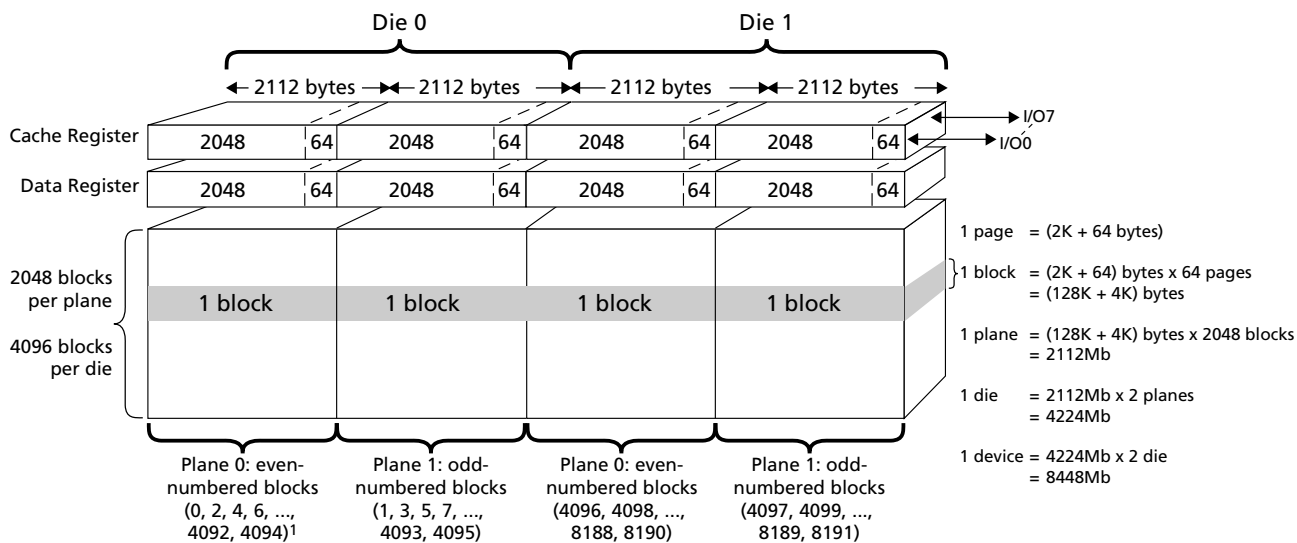 Die 0
Die 1
2112 bytes
2112 bytes
2112 bytes
2112 bytes
Cache Register
2048
64
2048
64
2048
64
2048
64
I/O7
I/O0
Data Register
2048
64
2048
64
2048
64
2048
64
2048 blocks
per plane
4096 blocks
per die
1 block
1 block
1 block
1 block
1 page = (2K + 64 bytes)
1 block = (2K + 64) bytes x 64 pages
= (128K + 4K) bytes
1 plane = (128K + 4K) bytes x 2048 blocks
= 2112Mb
1 die = 2112Mb x 2 planes
= 4224Mb
1 device = 4224Mb x 2 die
= 8448Mb
Plane 0: even-
numbered blocks
(0, 2, 4, 6, ...,
4092, 4094)1
Plane 1: odd-
numbered blocks
(1, 3, 5, 7, ...,
4093, 4095)
Plane 0: even-
numbered blocks
(4096, 4098, ...,
8188, 8190)
Plane 1: odd-
numbered blocks
(4097, 4099, ...,
8189, 8191)